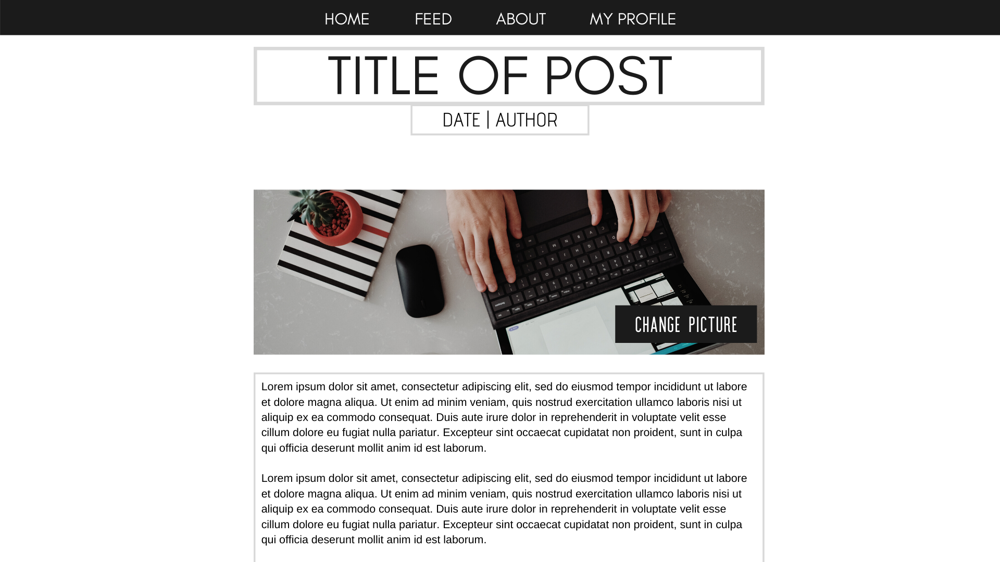 HOME FEED ABOUT MY PROFILE
TITLE OF POST
DATE | AUTHOR
CHANGE PICTURE
Lorem ipsum dolor sit amet, consectetur adipiscing elit, sed do eiusmod tempor incididunt ut labore
et dolore magna aliqua. Ut enim ad minim veniam, quis nostrud exercitation ullamco laboris nisi ut
aliquip ex ea commodo consequat. Duis aute irure dolor in reprehenderit in voluptate velit esse
cillum dolore eu fugiat nulla pariatur. Excepteur sint occaecat cupidatat non proident, sunt in culpa
qui officia deserunt mollit anim id est laborum.
Lorem ipsum dolor sit amet, consectetur adipiscing elit, sed do eiusmod tempor incididunt ut labore
et dolore magna aliqua. Ut enim ad minim veniam, quis nostrud exercitation ullamco laboris nisi ut
aliquip ex ea commodo consequat. Duis aute irure dolor in reprehenderit in voluptate velit esse
cillum dolore eu fugiat nulla pariatur. Excepteur sint occaecat cupidatat non proident, sunt in culpa
qui officia deserunt mollit anim id est laborum.